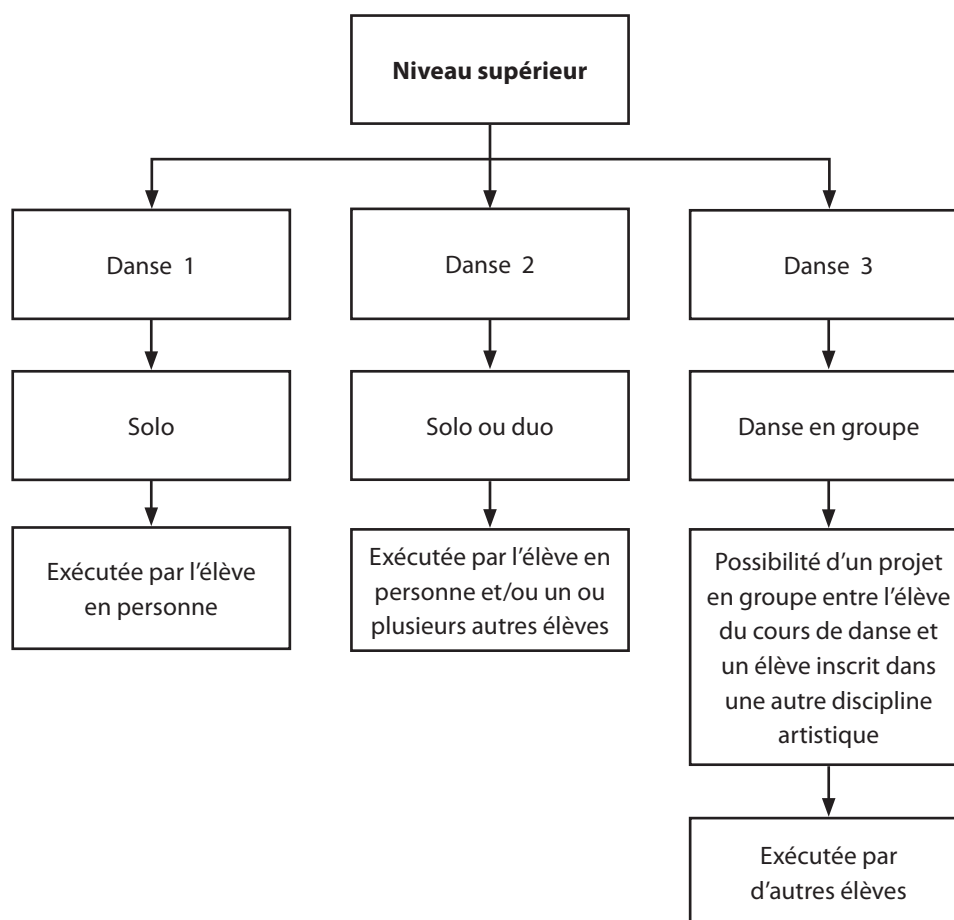 Niveau supérieur
Danse 1
Danse 2
Danse 3
Solo
Solo ou duo
Danse en groupe
Exécutée par l'élève
en personne
Exécutée par l'élève en
personne et/ou un ou
plusieurs autres élèves
Possibilité d'un projet
en groupe entre l'élève
du cours de danse et
un élève inscrit dans
une autre discipline
artistique
Exécutée par
d'autres élèves